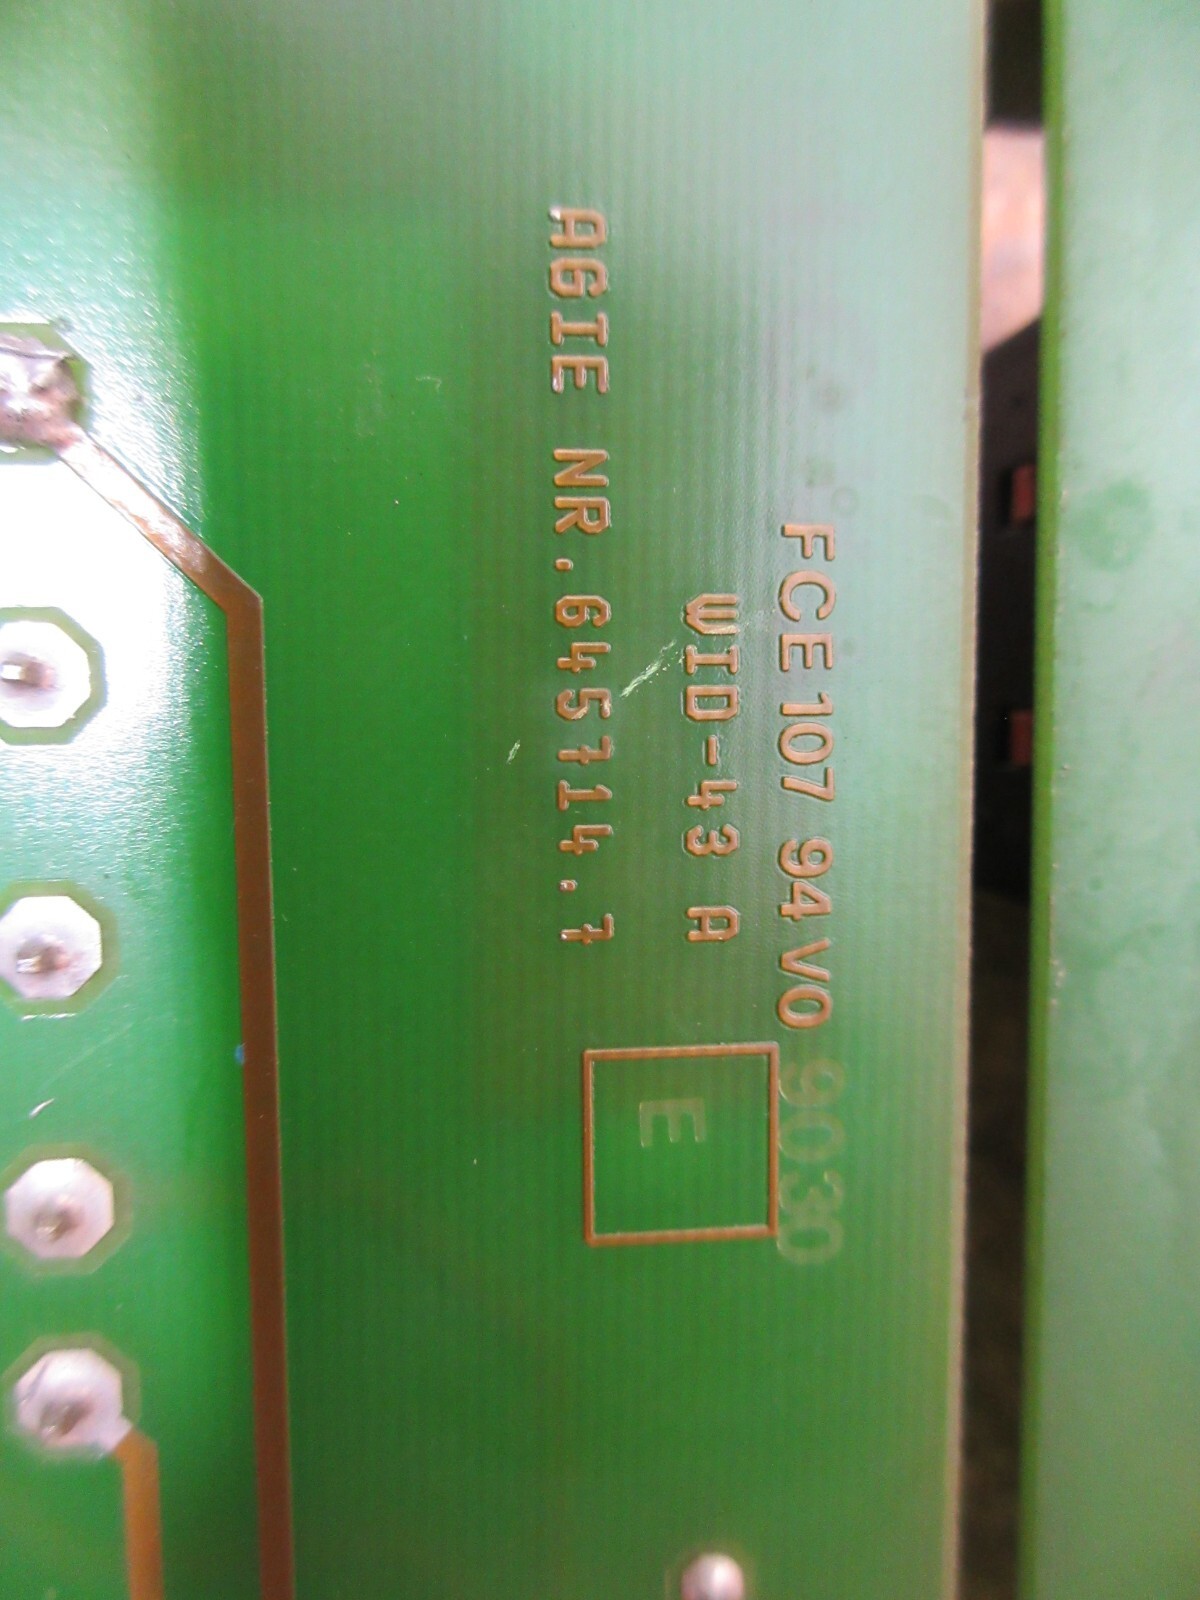 FCE 107 94 V0 9030
WID-43 A
AGIE NR.645714.7
E